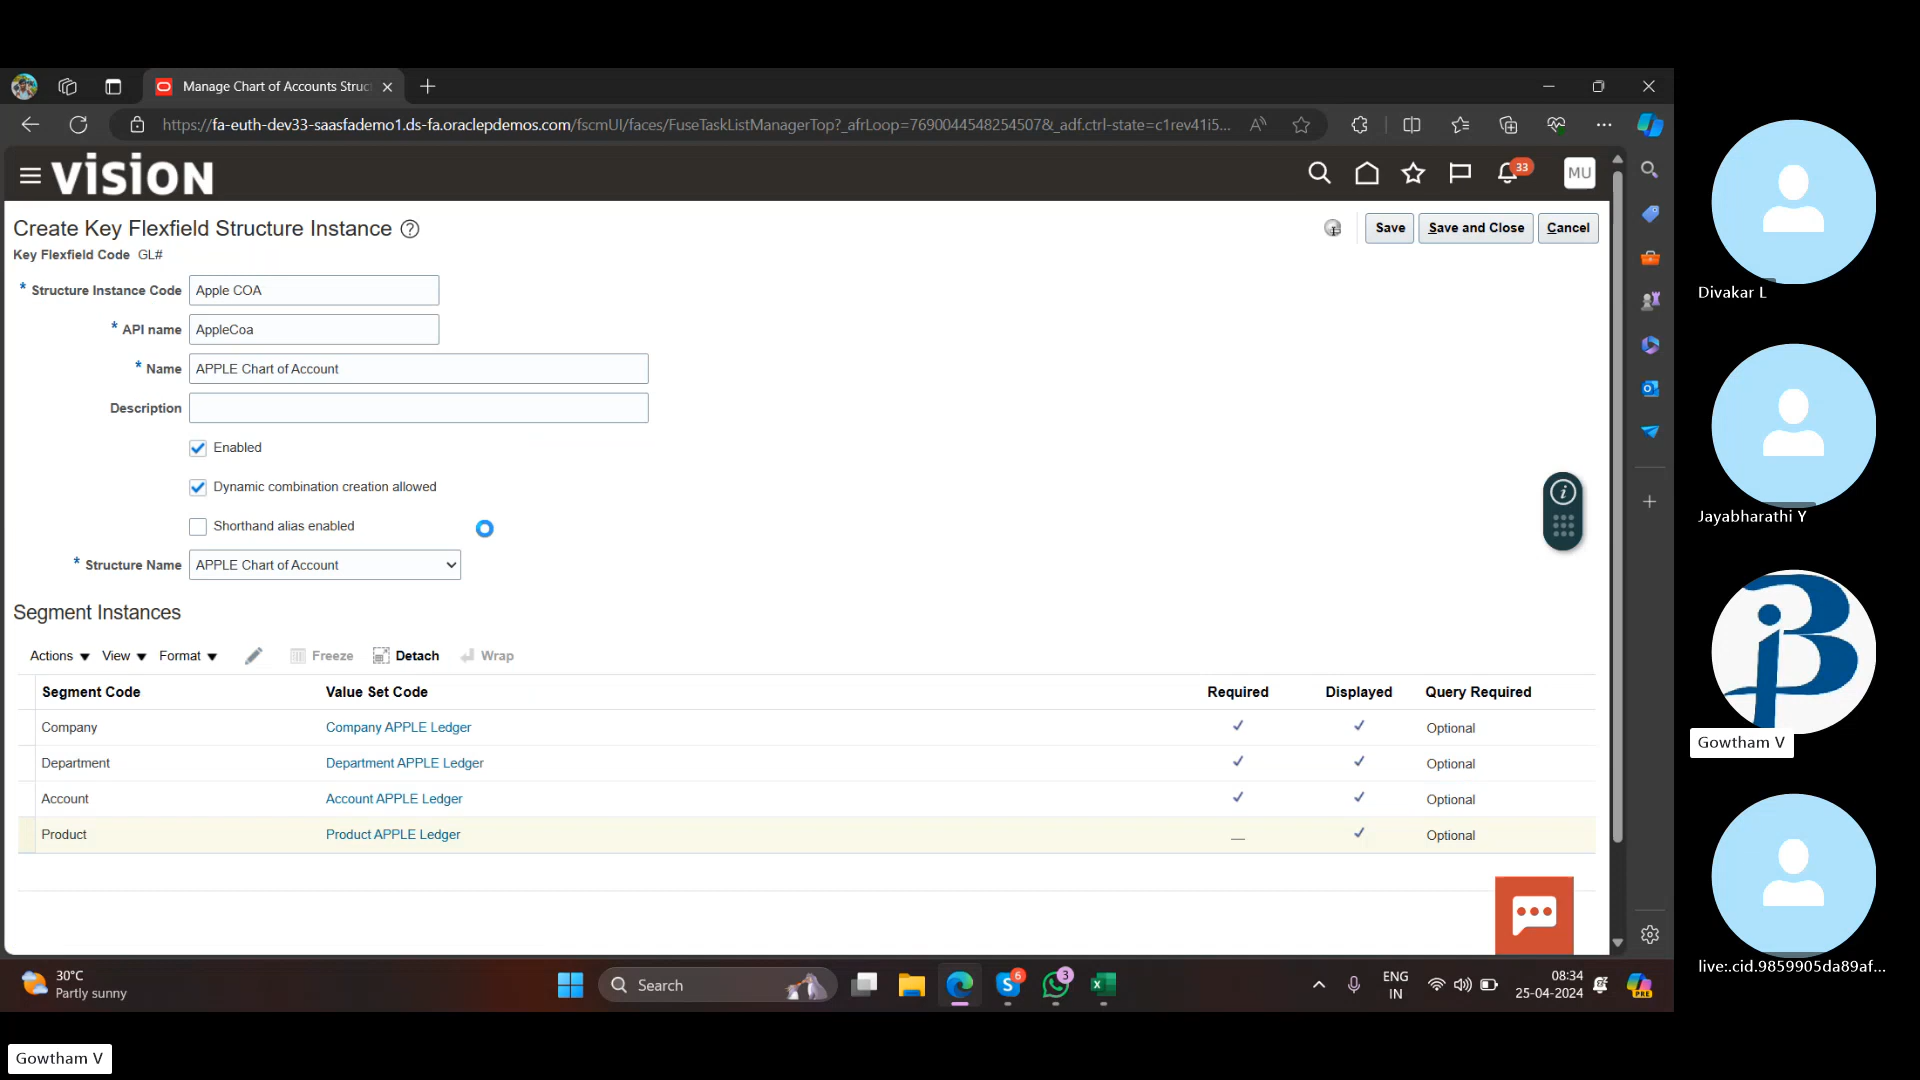 Manage Chart of Accounts Struc
https://fa-euth-dev33-saasfademo1.ds-fa.oraclepdemos.com/fscmUI/faces/FuseTaskListManagerTop?_afrLoop=7690044548254507&_adf.ctrl-state=c1rev41i5...
vision
33
MU
Create Key Flexfield Structure Instance
Save
Save and Close
Cancel
Key Flexfield Code GL#
* Structure Instance Code Apple COA
* API name AppleCoa
* Name APPLE Chart of Account
Description
Enabled
Dynamic combination creation allowed
Shorthand alias enabled
* Structure Name APPLE Chart of Account
Segment Instances
Actions View Format Freeze Detach Wrap
Segment Code Value Set Code Required Displayed Query Required
Company Company APPLE Ledger Optional
Department Department APPLE Ledger Optional
Account Account APPLE Ledger Optional
Product Product APPLE Ledger Optional
Divakar L
Jayabharathi Y
iB
Gowtham V
live:.cid.9859905da89af...
30°C
Partly sunny
Search
6
3
ENG
IN
08:34
25-04-2024
PRE
Gowtham V